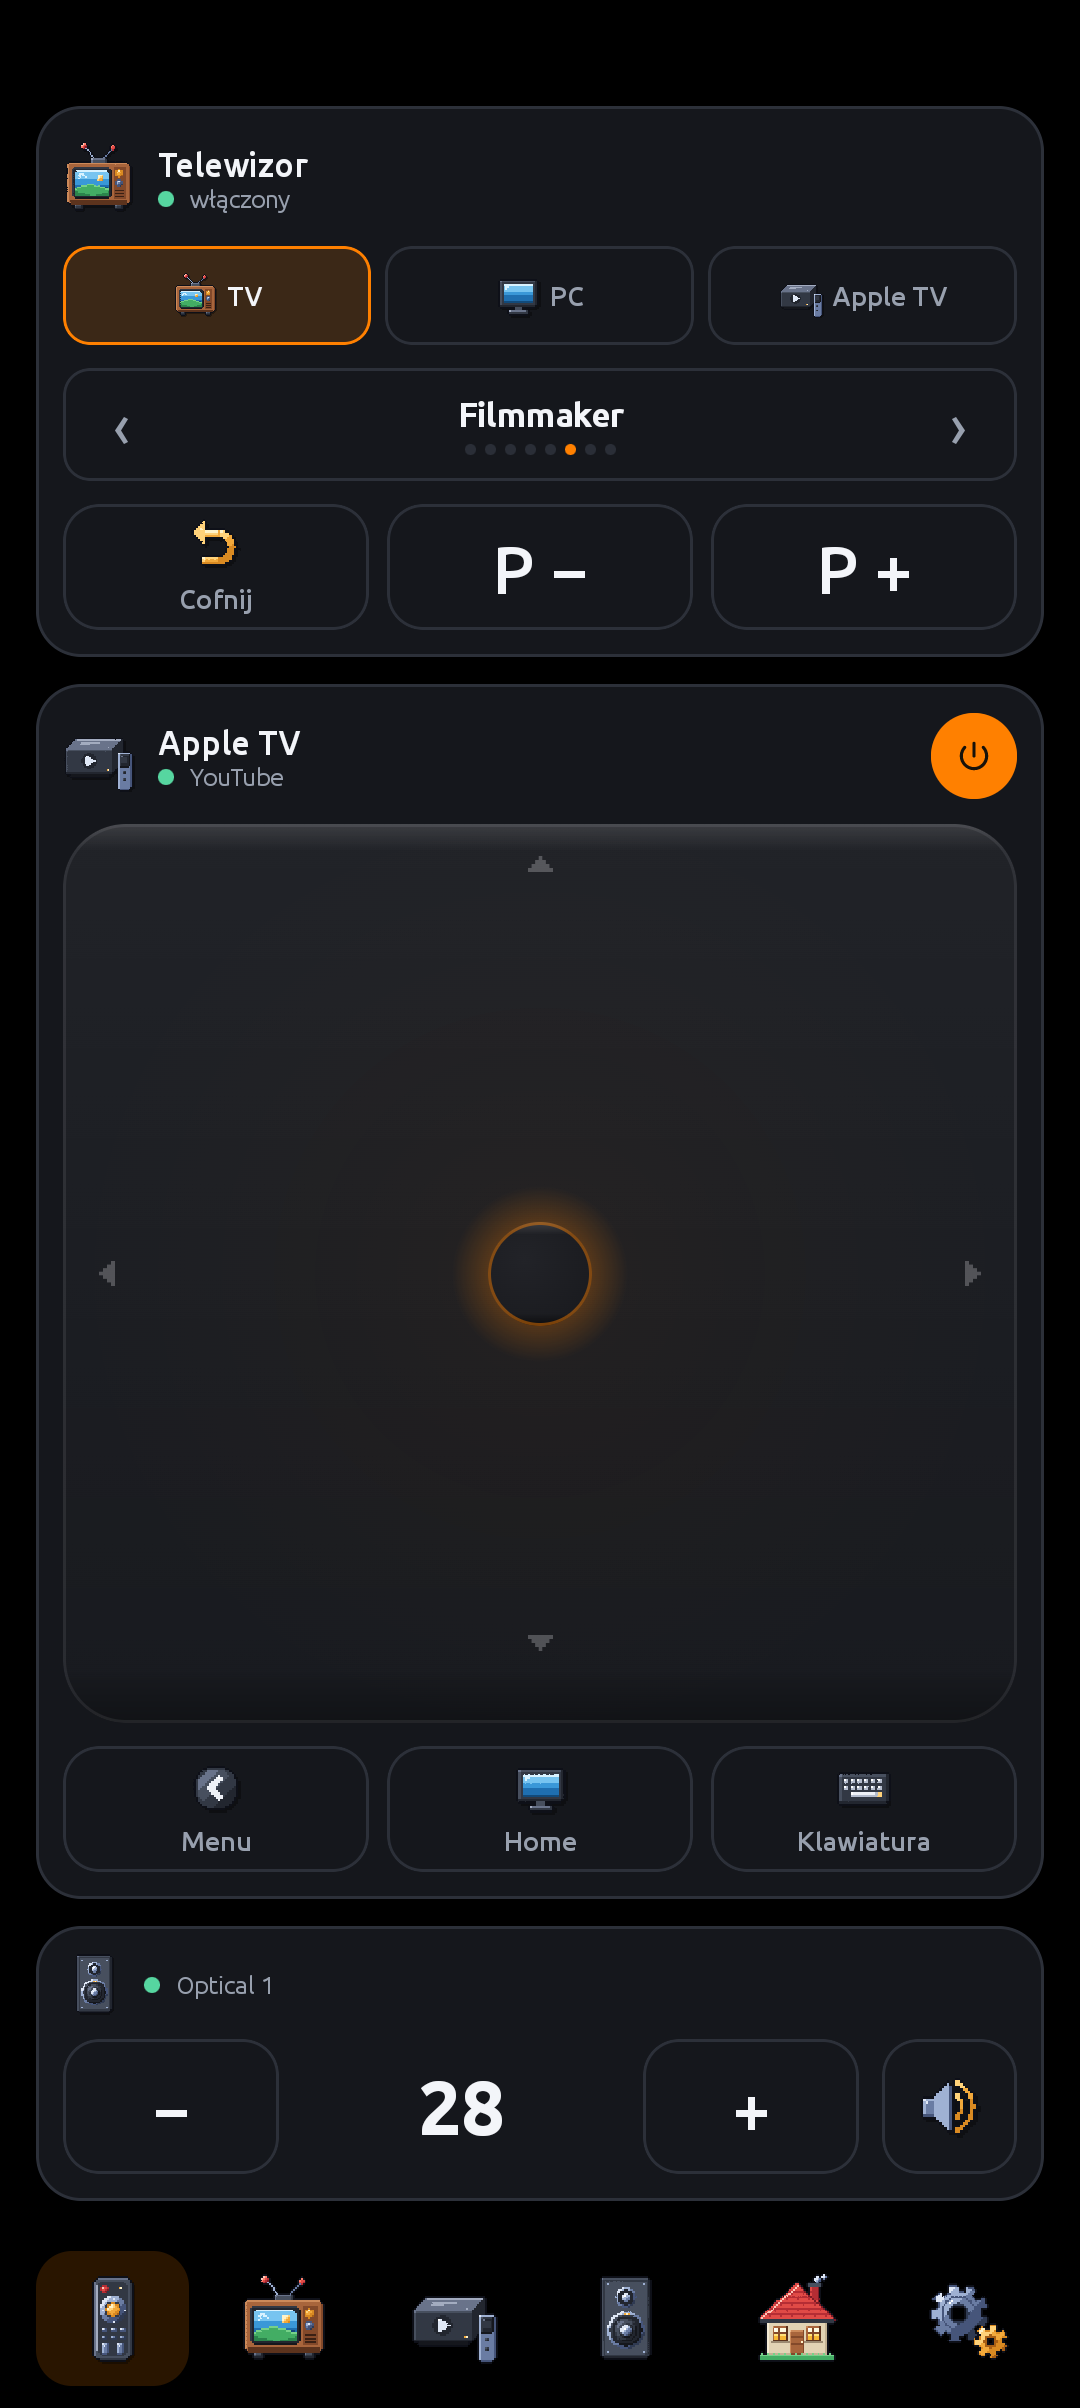 Telewizor
włączony
TV
PC
Apple TV
‹
Filmmaker
›
Cofnij
P −
P +
Apple TV
YouTube
Menu
Home
Klawiatura
Optical 1
−
28
+